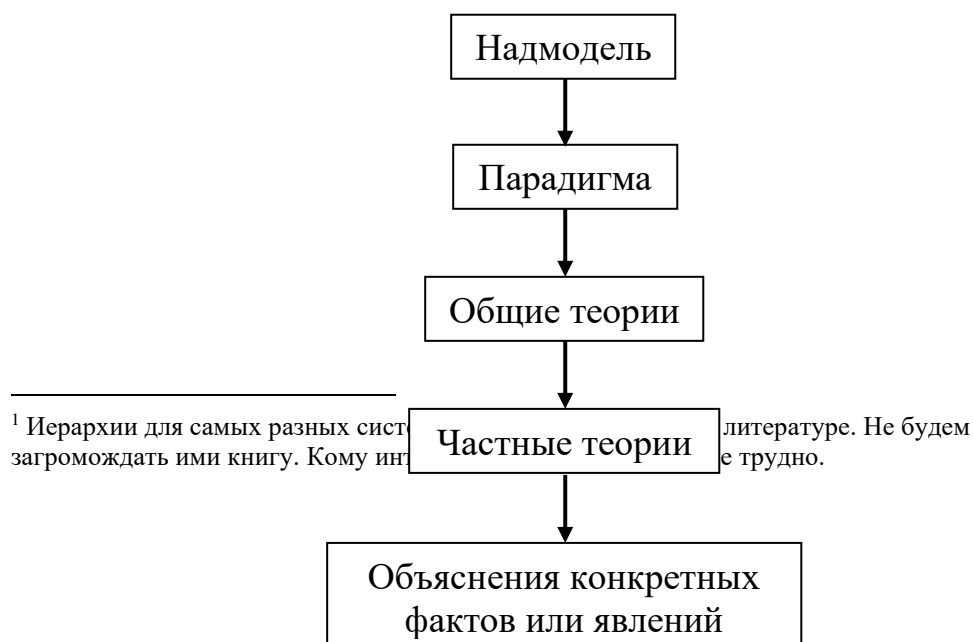 Надмодель
Парадигма
Общие теории
Частные теории
¹ Иерархии для самых разных сист литературе. Не будем
загромождать ими книгу. Кому инт е трудно.
Объяснения конкретных
фактов или явлений